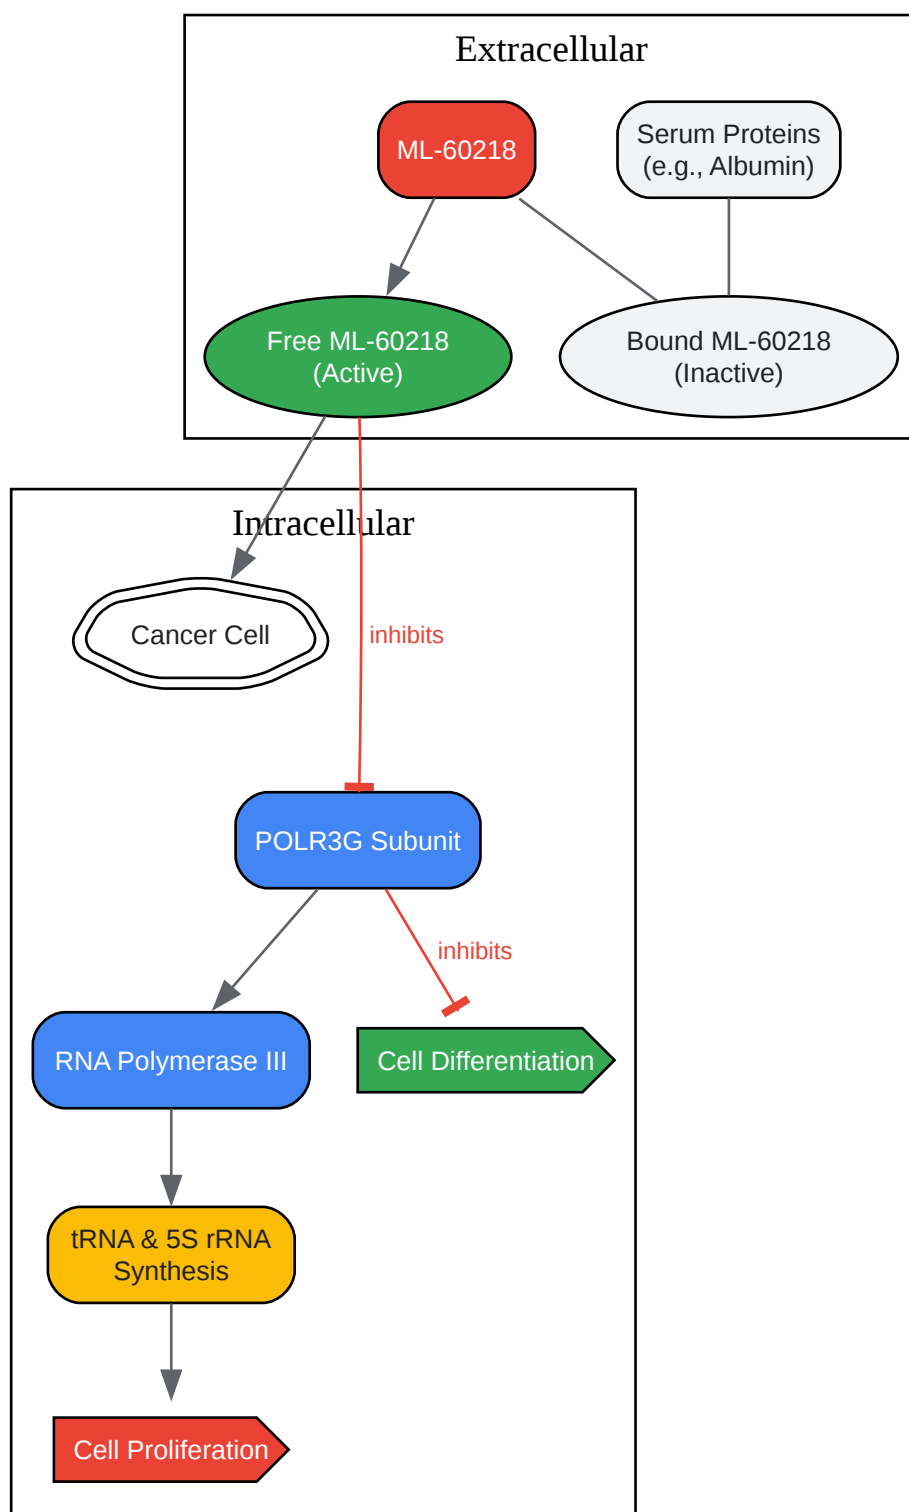 Extracellular
ML-60218
Serum Proteins
(e.g., Albumin)
Free ML-60218
(Active)
Bound ML-60218
(Inactive)
Intracellular
Cancer Cell
inhibits
POLR3G Subunit
inhibits
RNA Polymerase III
Cell Differentiation
tRNA & 5S rRNA
Synthesis
Cell Proliferation